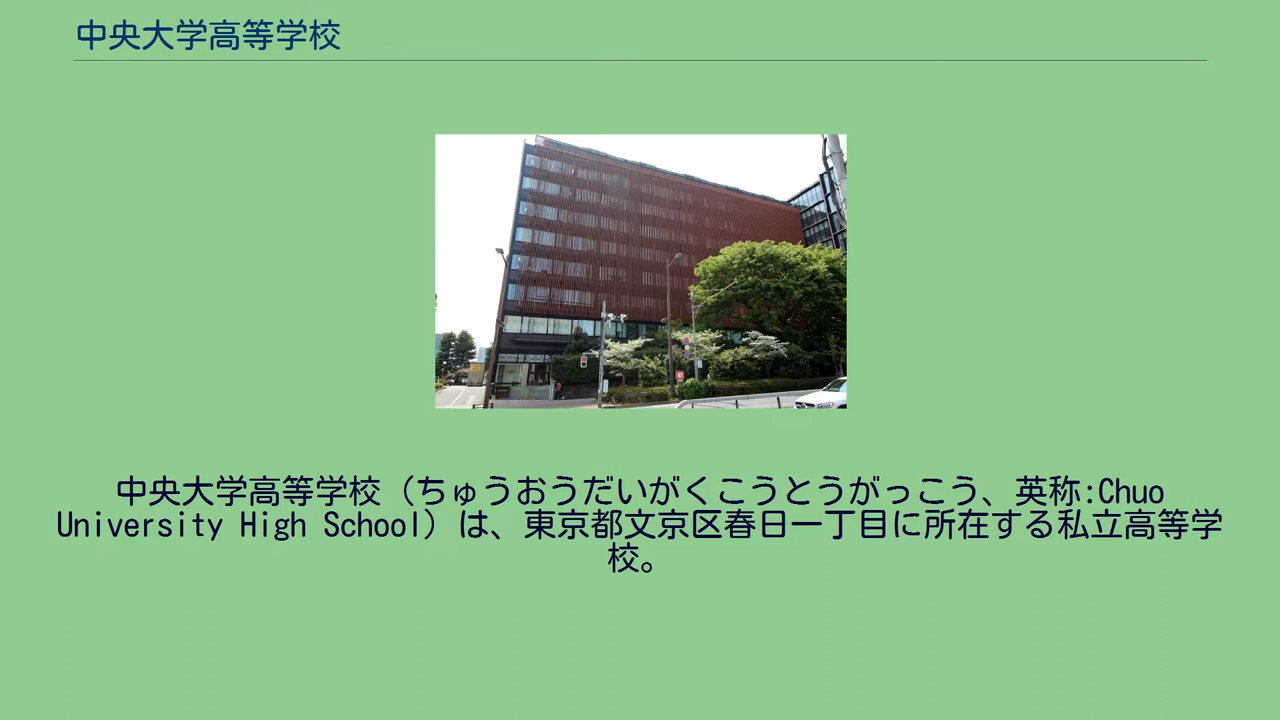 中央大学高等学校
中央大学高等学校（ちゅうおうだいがくこうとうがっこう、英称:Chuo
University High School）は、東京都文京区春日一丁目に所在する私立高等学
校。